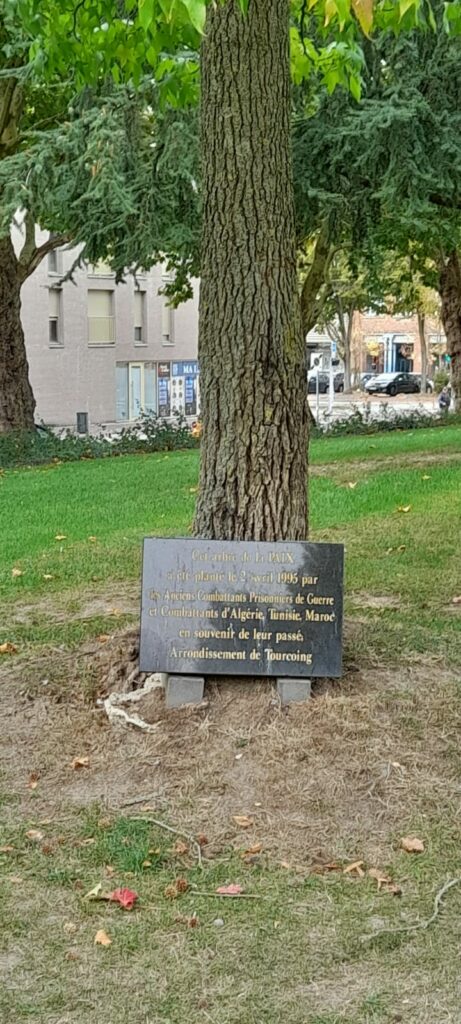 Cet arbre de la PAIX
a été planté le 2 avril 1995 par
les Anciens Combattants Prisonniers de Guerre
et Combattants d'Algérie, Tunisie, Maroc
en souvenir de leur passé,
Arrondissement de Tourcoing